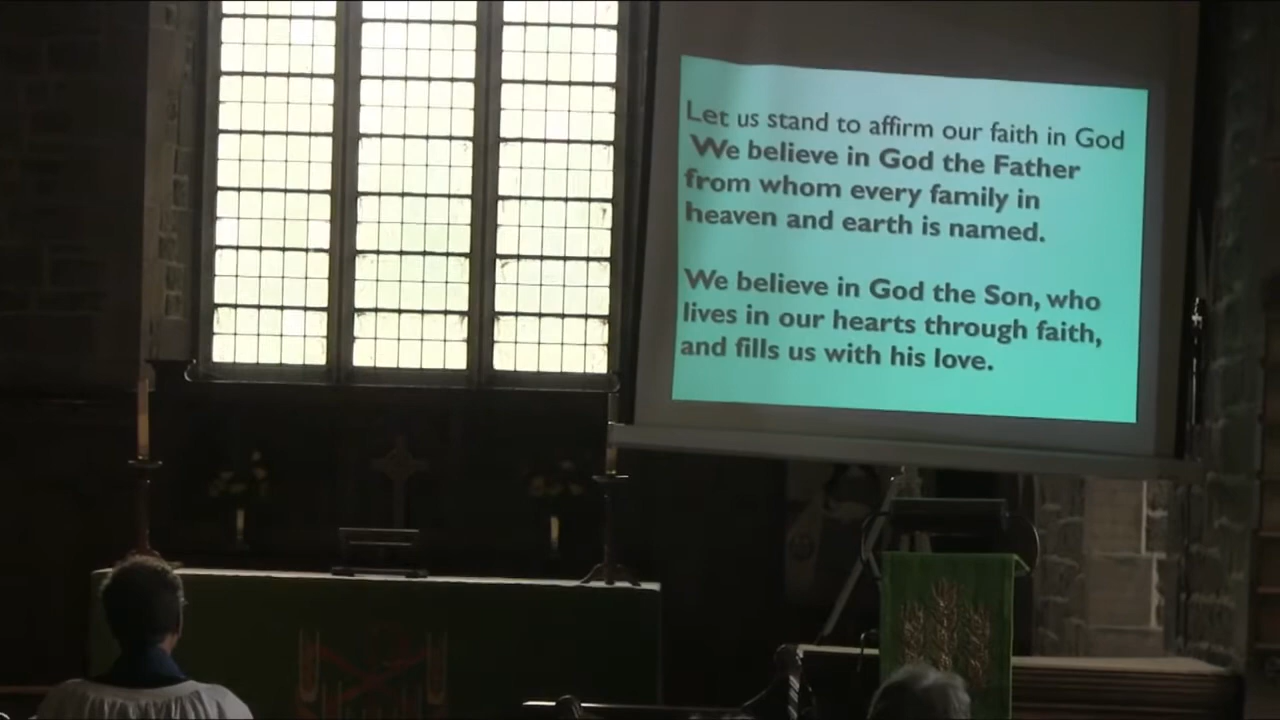 Let us stand to affirm our faith in God
We believe in God the Father
from whom every family in
heaven and earth is named.
We believe in God the Son, who
lives in our hearts through faith,
and fills us with his love.